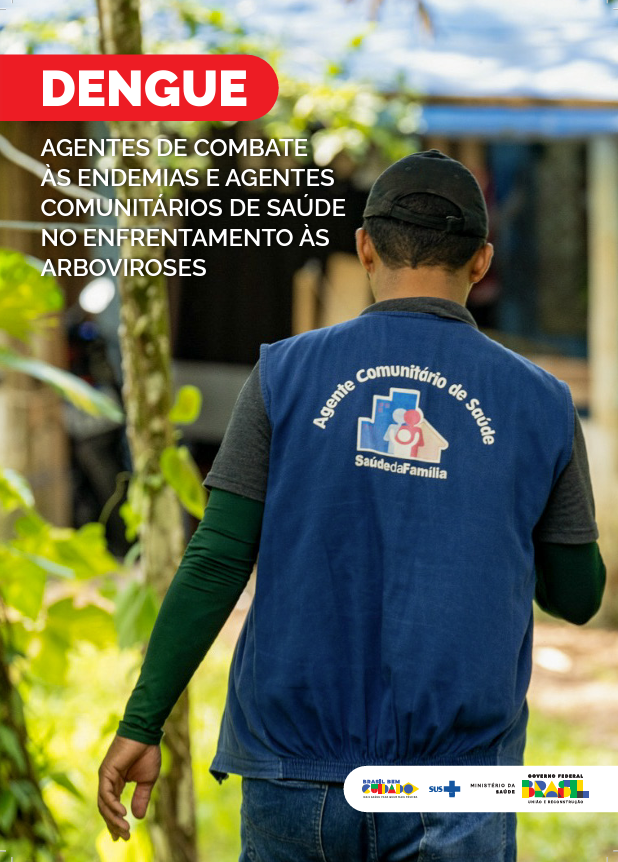 DENGUE
AGENTES DE COMBATE
ÀS ENDEMIAS E AGENTES
COMUNITÁRIOS DE SAÚDE
NO ENFRENTAMENTO ÀS
ARBOVIROSES
Agente Comunitário de Saúde
SaúdedaFamília
BRASIL BEM
CUIDADO
SUS
MINISTÉRIO DA
SAÚDE
GOVERNO FEDERAL
BRASIL
UNIÃO E RECONSTRUÇÃO